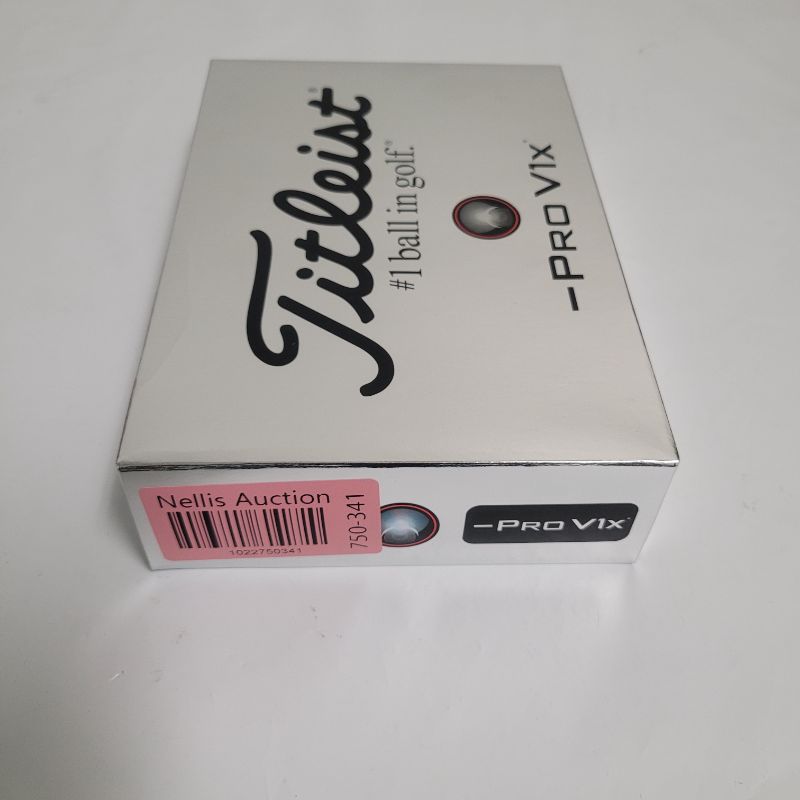 Titleist®
#1 ball in golf.®
–PRO V1x
Nellis Auction
1022750341
750-341
–PRO V1x